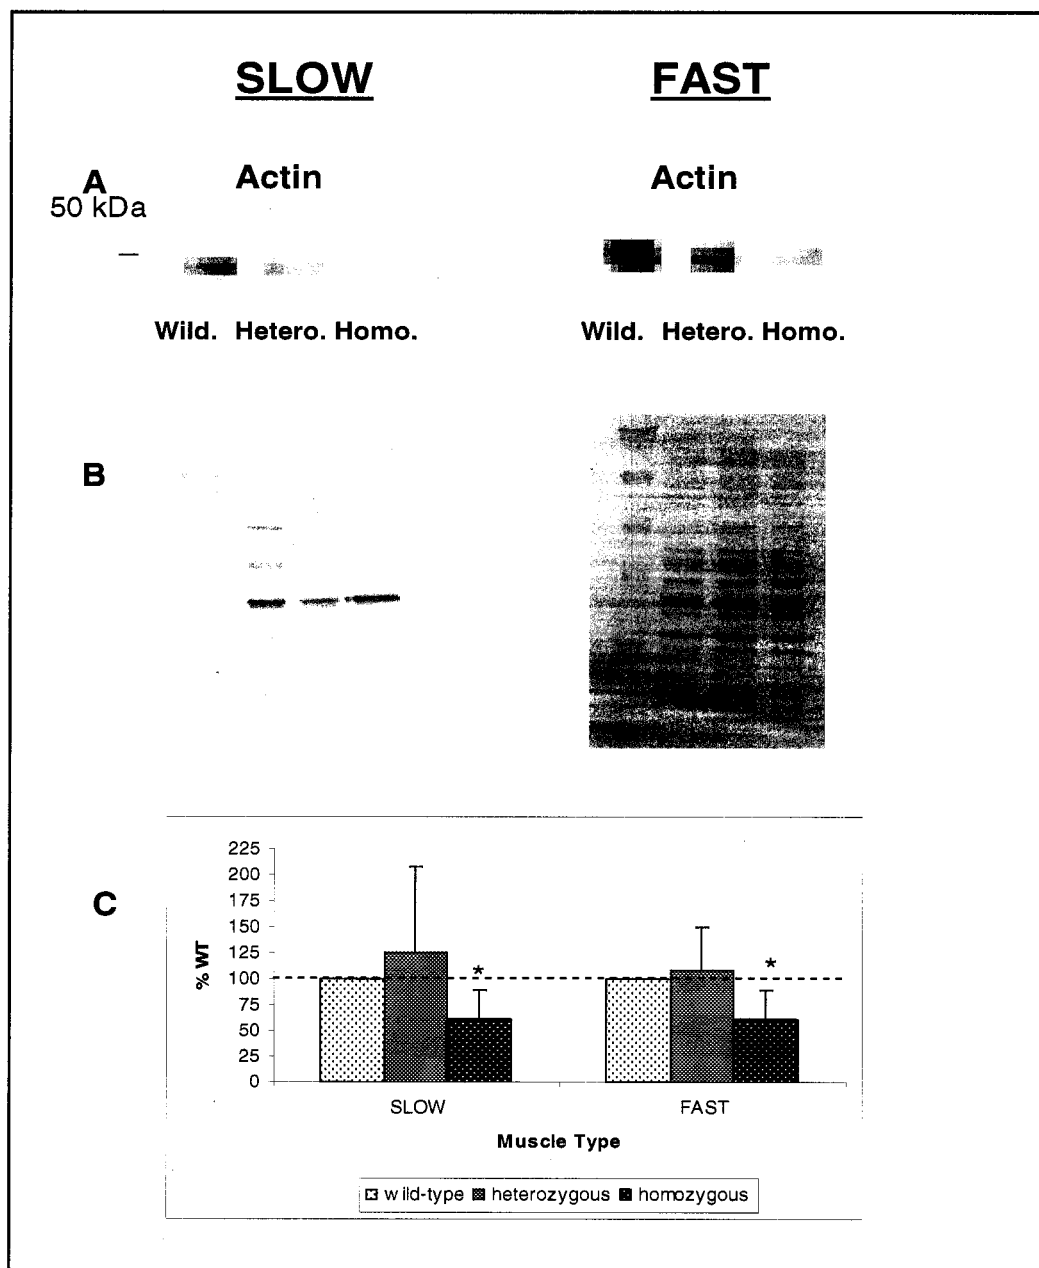 SLOW FAST
A Actin Actin
50 kDa
Wild. Hetero. Homo. Wild. Hetero. Homo.
B
C
225
200
175
150
125
100
75
50
25
0
% WT
* *
SLOW FAST
Muscle Type
wild-type heterozygous homozygous